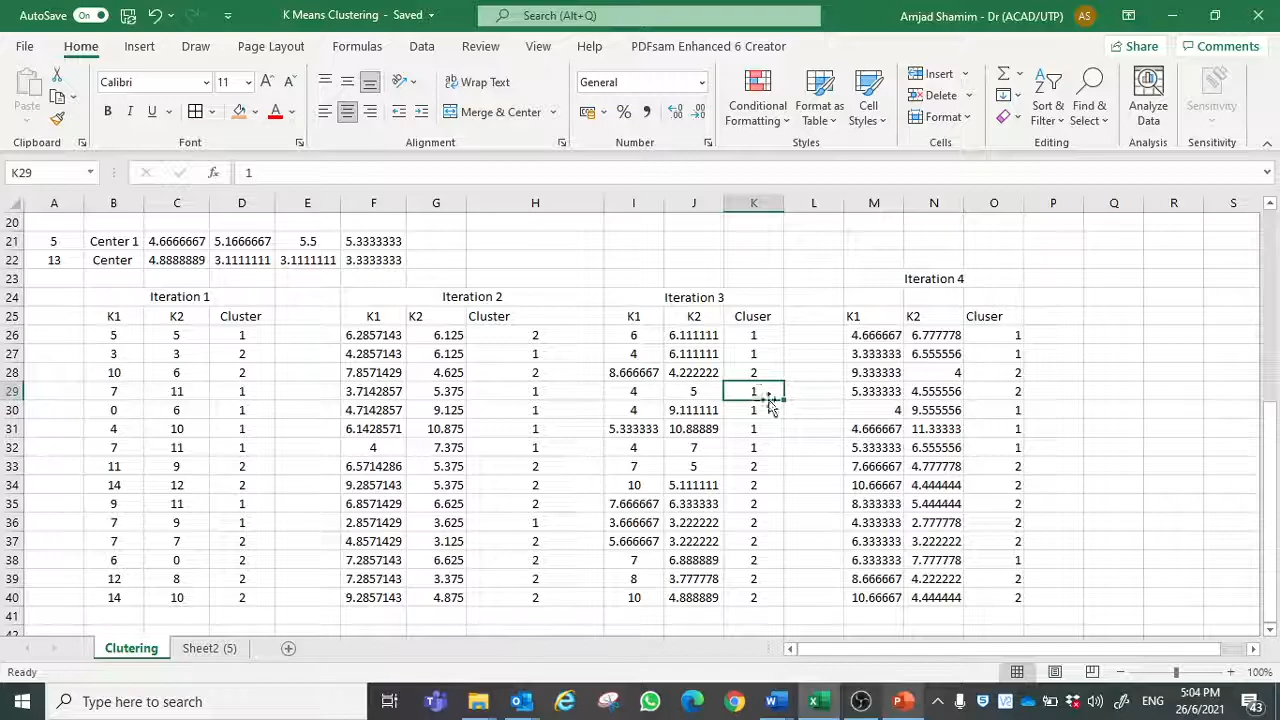 AutoSave On K Means Clustering - Saved Search (Alt+Q) Amjad Shamim - Dr (ACAD/UTP) AS
File Home Insert Draw Page Layout Formulas Data Review View Help PDFsam Enhanced 6 Creator Share Comments
Paste Calibri 11 Wrap Text General Conditional Formatting Format as Table Cell Styles Insert Sort & Filter Find & Select Analyze Data Sensitivity
B I U Merge & Center Delete
Format
Clipboard Font Alignment Number Styles Cells Editing Analysis Sensitivity
K29 fx 1
A B C D E F G H I J K L M N O P Q R S
20
21 5 Center 1 4.6666667 5.1666667 5.5 5.3333333
22 13 Center 4.8888889 3.1111111 3.1111111 3.3333333
23 Iteration 4
24 Iteration 1 Iteration 2 Iteration 3
25 K1 K2 Cluster K1 K2 Cluster K1 K2 Cluser K1 K2 Cluser
26 5 5 1 6.2857143 6.125 2 6 6.111111 1 4.666667 6.777778 1
27 3 3 2 4.2857143 6.125 1 4 6.111111 1 3.333333 6.555556 1
28 10 6 2 7.8571429 4.625 2 8.666667 4.222222 2 9.333333 4 2
29 7 11 1 3.7142857 5.375 1 4 5 1 5.333333 4.555556 2
30 0 6 1 4.7142857 9.125 1 4 9.111111 1 4 9.555556 1
31 4 10 1 6.1428571 10.875 1 5.333333 10.88889 1 4.666667 11.33333 1
32 7 11 1 4 7.375 1 4 7 1 5.333333 6.555556 1
33 11 9 2 6.5714286 5.375 2 7 5 2 7.666667 4.777778 2
34 14 12 2 9.2857143 5.375 2 10 5.111111 2 10.66667 4.444444 2
35 9 11 1 6.8571429 6.625 2 7.666667 6.333333 2 8.333333 5.444444 2
36 7 9 1 2.8571429 3.625 1 3.666667 3.222222 2 4.333333 2.777778 2
37 7 7 2 4.8571429 3.125 2 5.666667 3.222222 2 6.333333 3.222222 2
38 6 0 2 7.2857143 6.625 2 7 6.888889 2 6.333333 7.777778 1
39 12 8 2 7.2857143 3.375 2 8 3.777778 2 8.666667 4.222222 2
40 14 10 2 9.2857143 4.875 2 10 4.888889 2 10.66667 4.444444 2
41
42
Clutering Sheet2 (5)
Ready 100%
Type here to search ENG 5:04 PM
26/6/2021 43